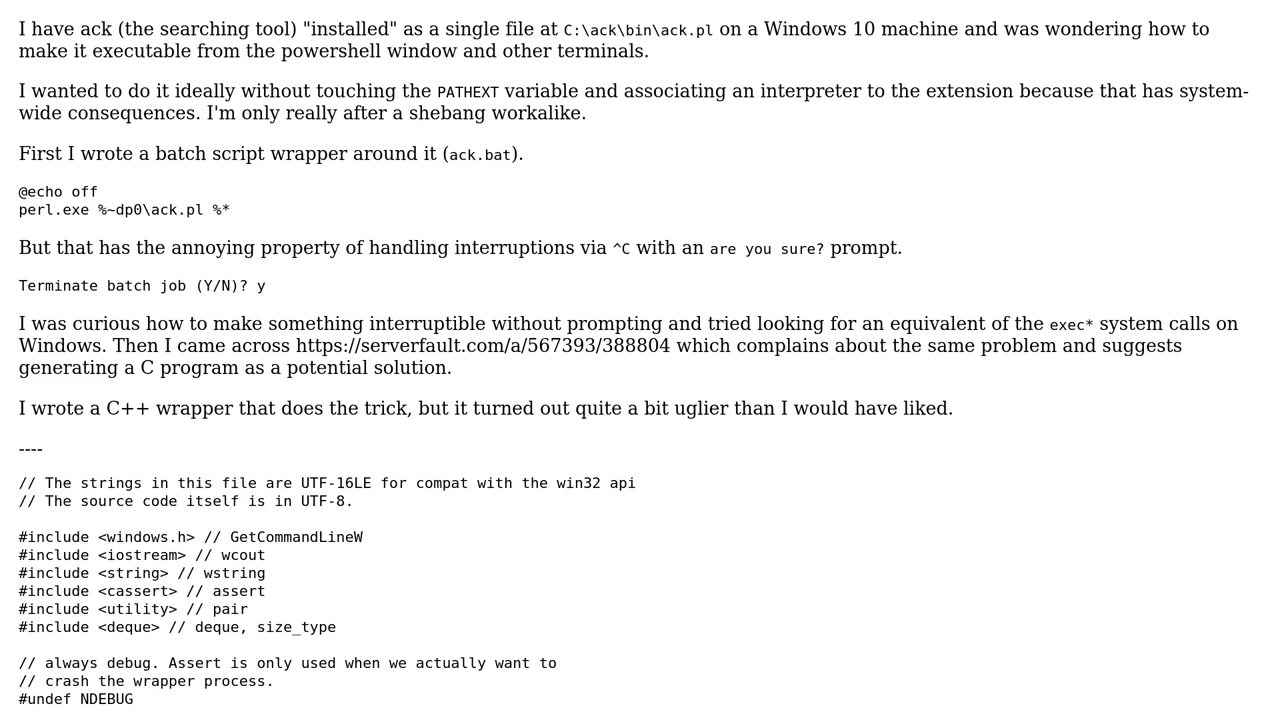 I have ack (the searching tool) "installed" as a single file at C:\ack\bin\ack.pl on a Windows 10 machine and was wondering how to
make it executable from the powershell window and other terminals.
I wanted to do it ideally without touching the PATHEXT variable and associating an interpreter to the extension because that has system-
wide consequences. I'm only really after a shebang workalike.
First I wrote a batch script wrapper around it (ack.bat).
@echo off
perl.exe %~dp0\ack.pl %*
But that has the annoying property of handling interruptions via ^C with an are you sure? prompt.
Terminate batch job (Y/N)? y
I was curious how to make something interruptible without prompting and tried looking for an equivalent of the exec* system calls on
Windows. Then I came across https://serverfault.com/a/567393/388804 which complains about the same problem and suggests
generating a C program as a potential solution.
I wrote a C++ wrapper that does the trick, but it turned out quite a bit uglier than I would have liked.
----
// The strings in this file are UTF-16LE for compat with the win32 api
// The source code itself is in UTF-8.
#include <windows.h> // GetCommandLineW
#include <iostream> // wcout
#include <string> // wstring
#include <cassert> // assert
#include <utility> // pair
#include <deque> // deque, size_type
// always debug. Assert is only used when we actually want to
// crash the wrapper process.
#undef NDEBUG